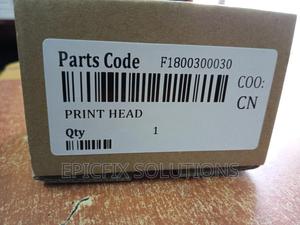 Parts Code F1800300030
COO:
CN
PRINT HEAD
Qty 1
EPICFIX SOLUTIONS